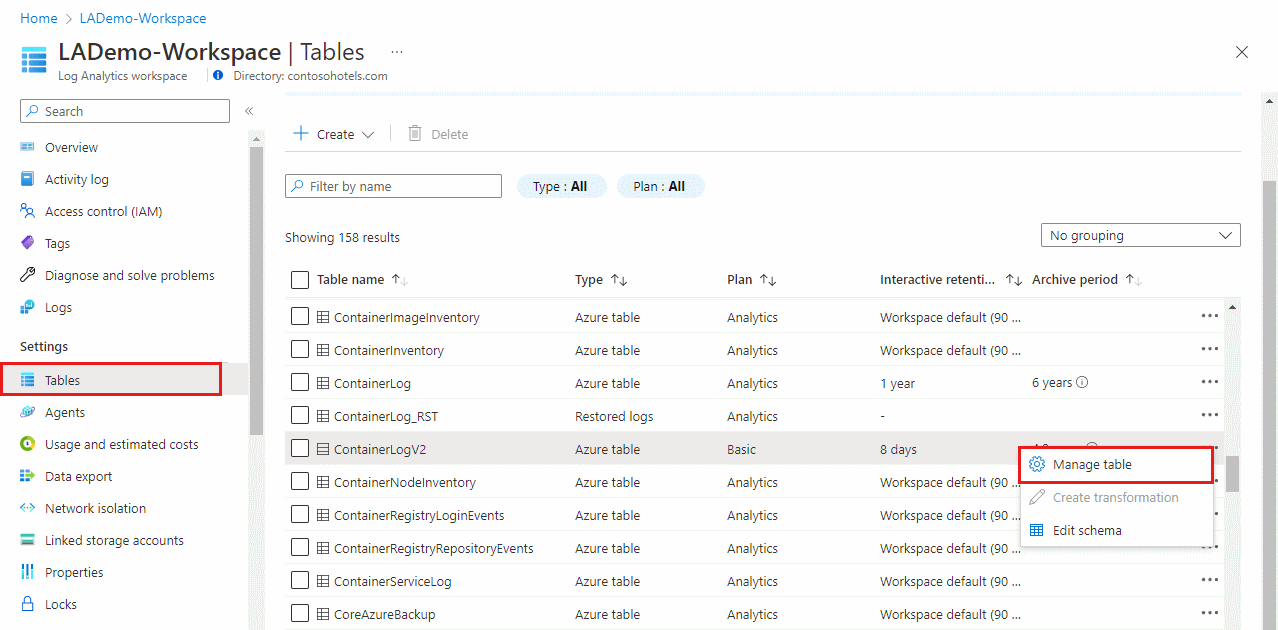 Home > LADemo-Workspace
LADemo-Workspace | Tables ...
Log Analytics workspace Directory: contosohotels.com
Search «
Overview
Activity log
Access control (IAM)
Tags
Diagnose and solve problems
Logs
Settings
Tables
Agents
Usage and estimated costs
Data export
Network isolation
Linked storage accounts
Properties
Locks
Create Delete
Filter by name Type : All Plan : All
Showing 158 results No grouping
Table name ↑↓ Type ↑↓ Plan ↑↓ Interactive retenti... ↑↓ Archive period ↑↓
ContainerImageInventory Azure table Analytics Workspace default (90 ...
ContainerInventory Azure table Analytics Workspace default (90 ...
ContainerLog Azure table Analytics 1 year 6 years
ContainerLog_RST Restored logs Analytics -
ContainerLogV2 Azure table Basic 8 days
ContainerNodeInventory Azure table Analytics Workspace default (90 ...
ContainerRegistryLoginEvents Azure table Analytics Workspace default (90 ...
ContainerRegistryRepositoryEvents Azure table Analytics Workspace default (90 ...
ContainerServiceLog Azure table Analytics Workspace default (90 ...
CoreAzureBackup Azure table Analytics Workspace default (90 ...
Manage table
Create transformation
Edit schema